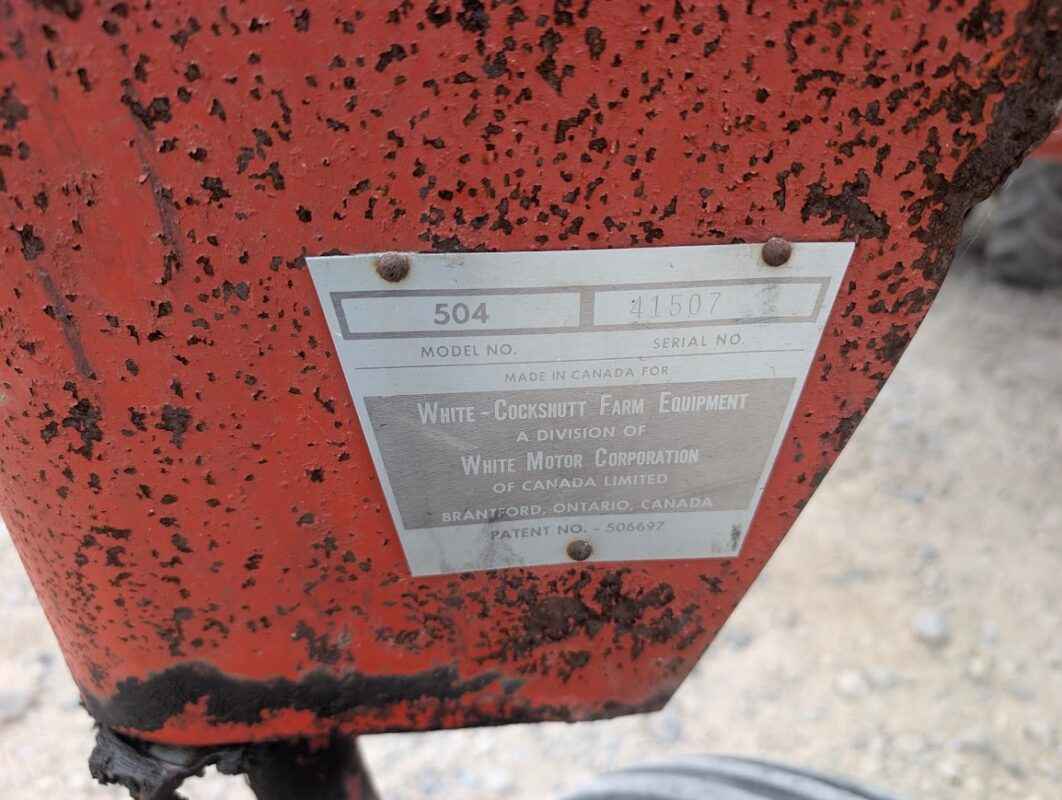 504 41507
MODEL NO. SERIAL NO.
MADE IN CANADA FOR
WHITE - COCKSHUTT FARM EQUIPMENT
A DIVISION OF
WHITE MOTOR CORPORATION
OF CANADA LIMITED
BRANTFORD, ONTARIO, CANADA
PATENT NO. - 506697